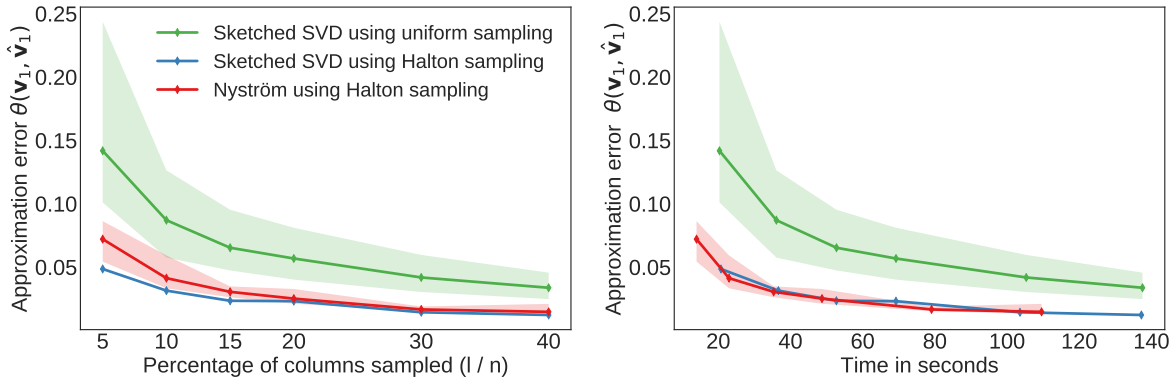 Approximation error θ(v₁, v̂₁)
0.25
0.20
0.15
0.10
0.05
Sketched SVD using uniform sampling
Sketched SVD using Halton sampling
Nyström using Halton sampling
5 10 15 20 30 40
Percentage of columns sampled (l / n)
Approximation error θ(v₁, v̂₁)
0.25
0.20
0.15
0.10
0.05
20 40 60 80 100 120 140
Time in seconds